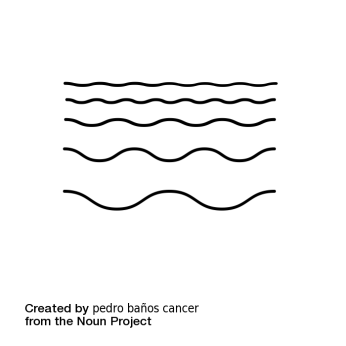 Created by pedro baños cancer
from the Noun Project